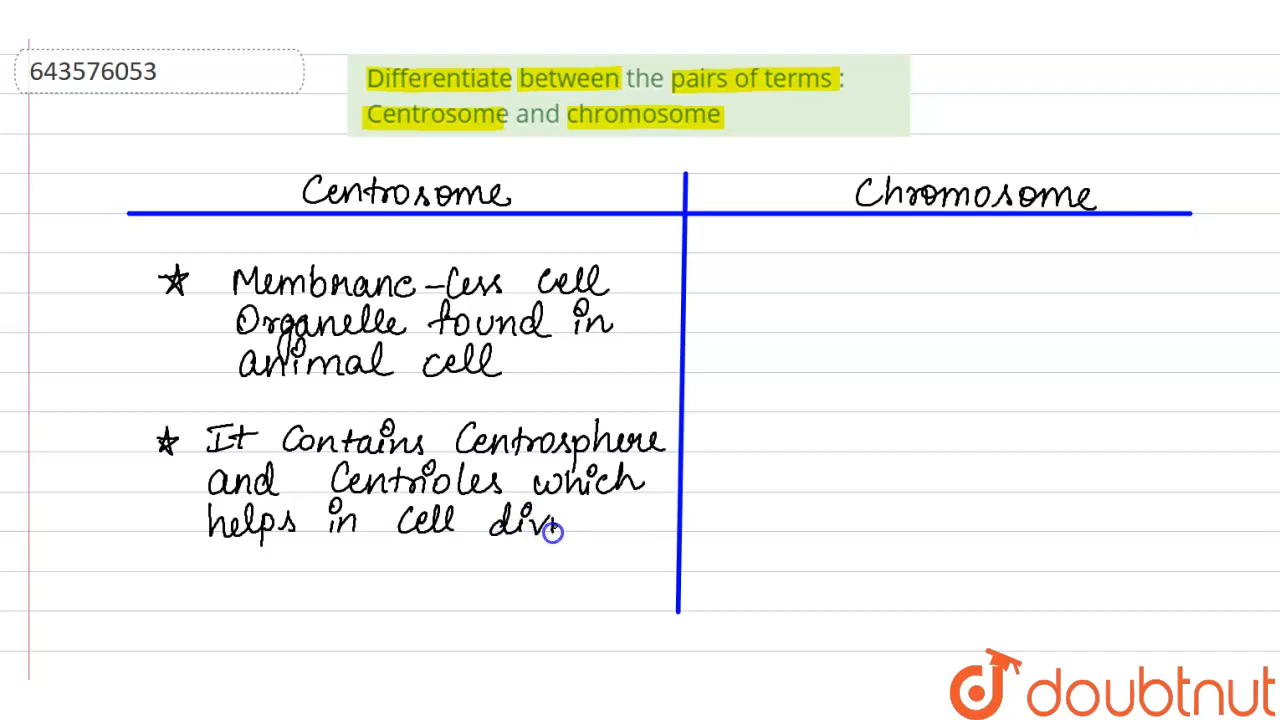 643576053
Differentiate between the pairs of terms :
Centrosome and chromosome
Centrosome
Chromosome
☆ Membrane-less cell
Organelle found in
animal cell
☆ It contains centrosphere
and centrioles which
helps in cell divi
doubtnut